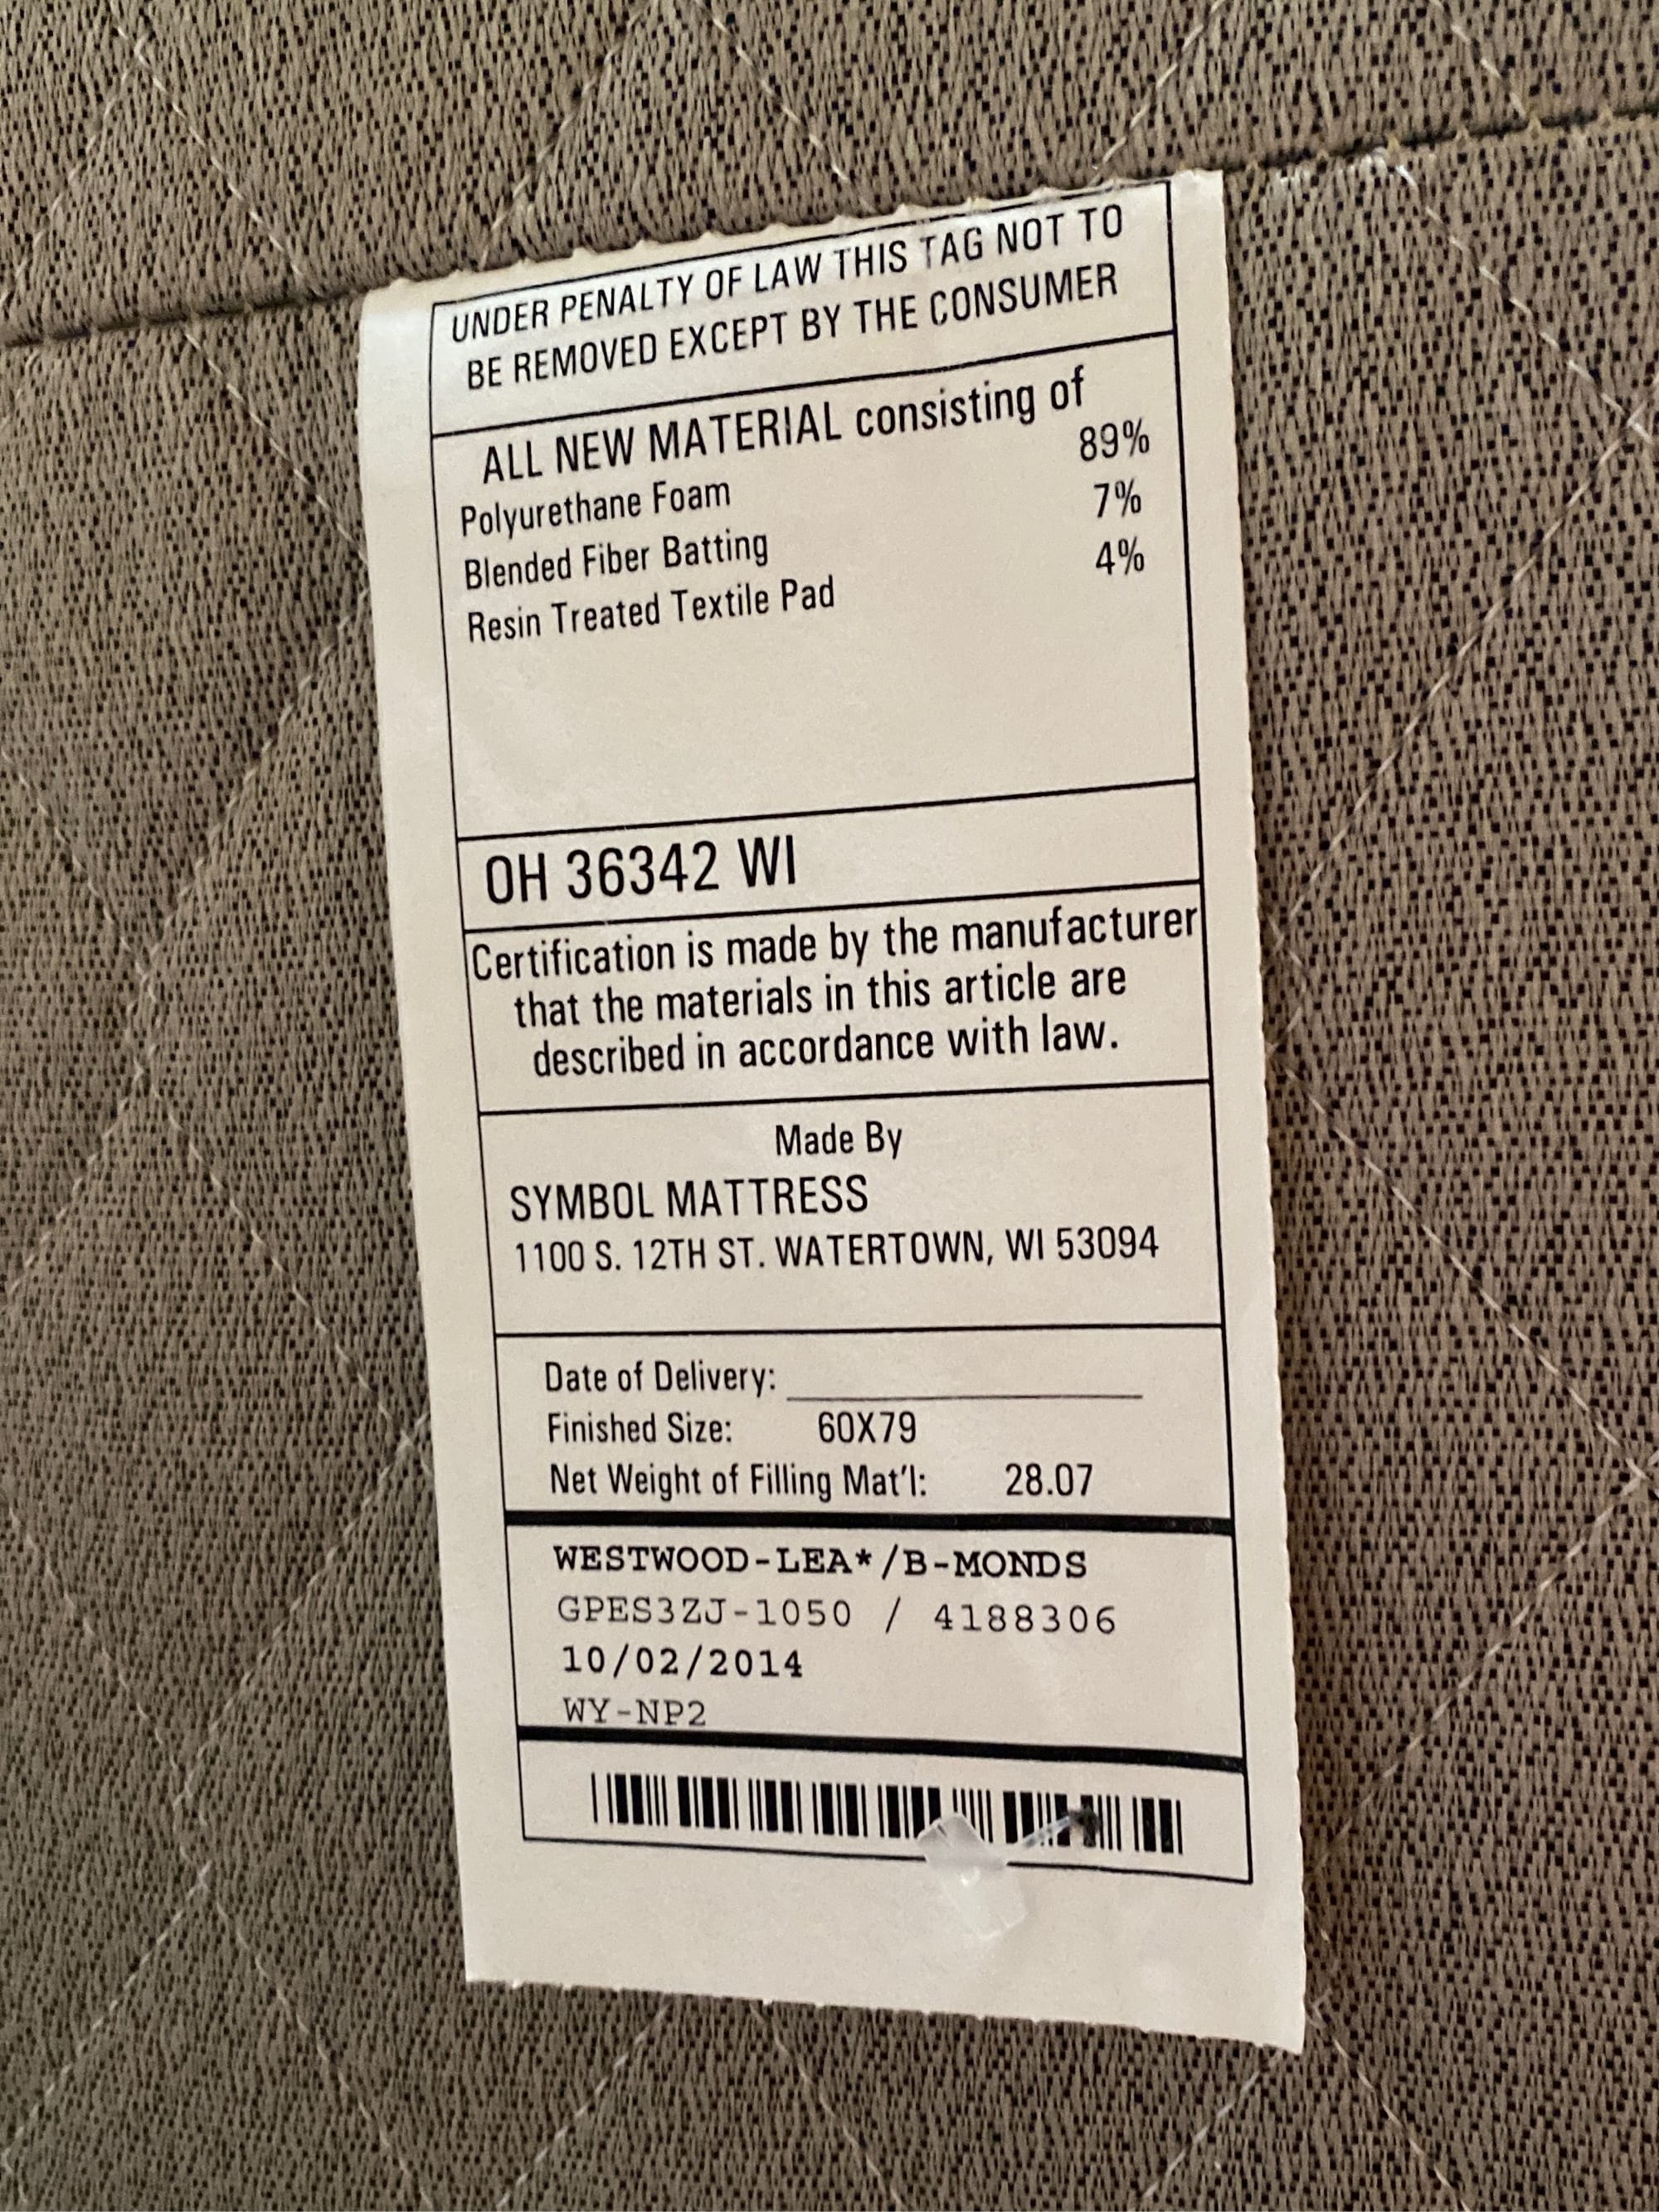 UNDER PENALTY OF LAW THIS TAG NOT TO
BE REMOVED EXCEPT BY THE CONSUMER
ALL NEW MATERIAL consisting of
Polyurethane Foam 89%
Blended Fiber Batting 7%
Resin Treated Textile Pad 4%
OH 36342 WI
Certification is made by the manufacturer
that the materials in this article are
described in accordance with law.
Made By
SYMBOL MATTRESS
1100 S. 12TH ST. WATERTOWN, WI 53094
Date of Delivery:
Finished Size: 60X79
Net Weight of Filling Mat'l: 28.07
WESTWOOD-LEA*/B-MONDS
GPES3ZJ-1050 / 4188306
10/02/2014
WY-NP2